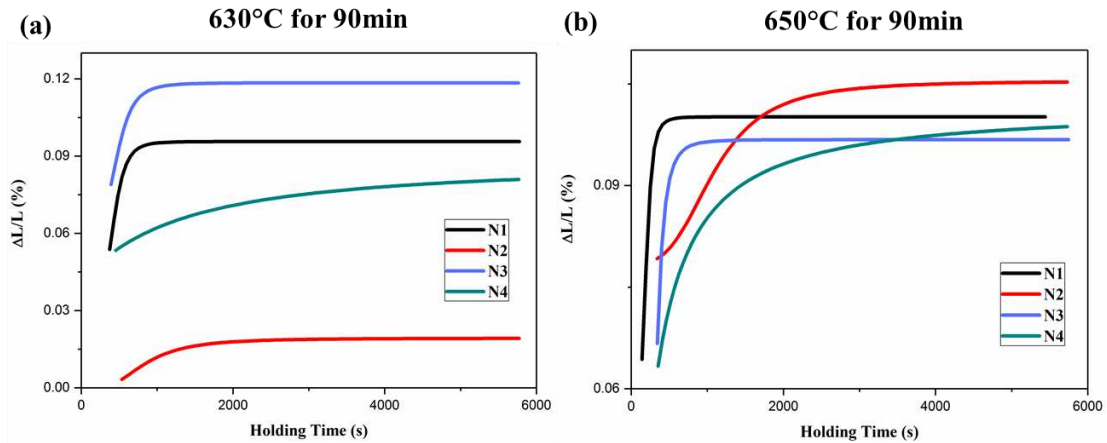 (a) 630°C for 90min
0.12
0.09
0.06
0.03
0.00
ΔL/L (%)
N1
N2
N3
N4
0 2000 4000 6000
Holding Time (s)
(b) 650°C for 90min
0.09
0.06
ΔL/L (%)
N1
N2
N3
N4
0 2000 4000 6000
Holding Time (s)